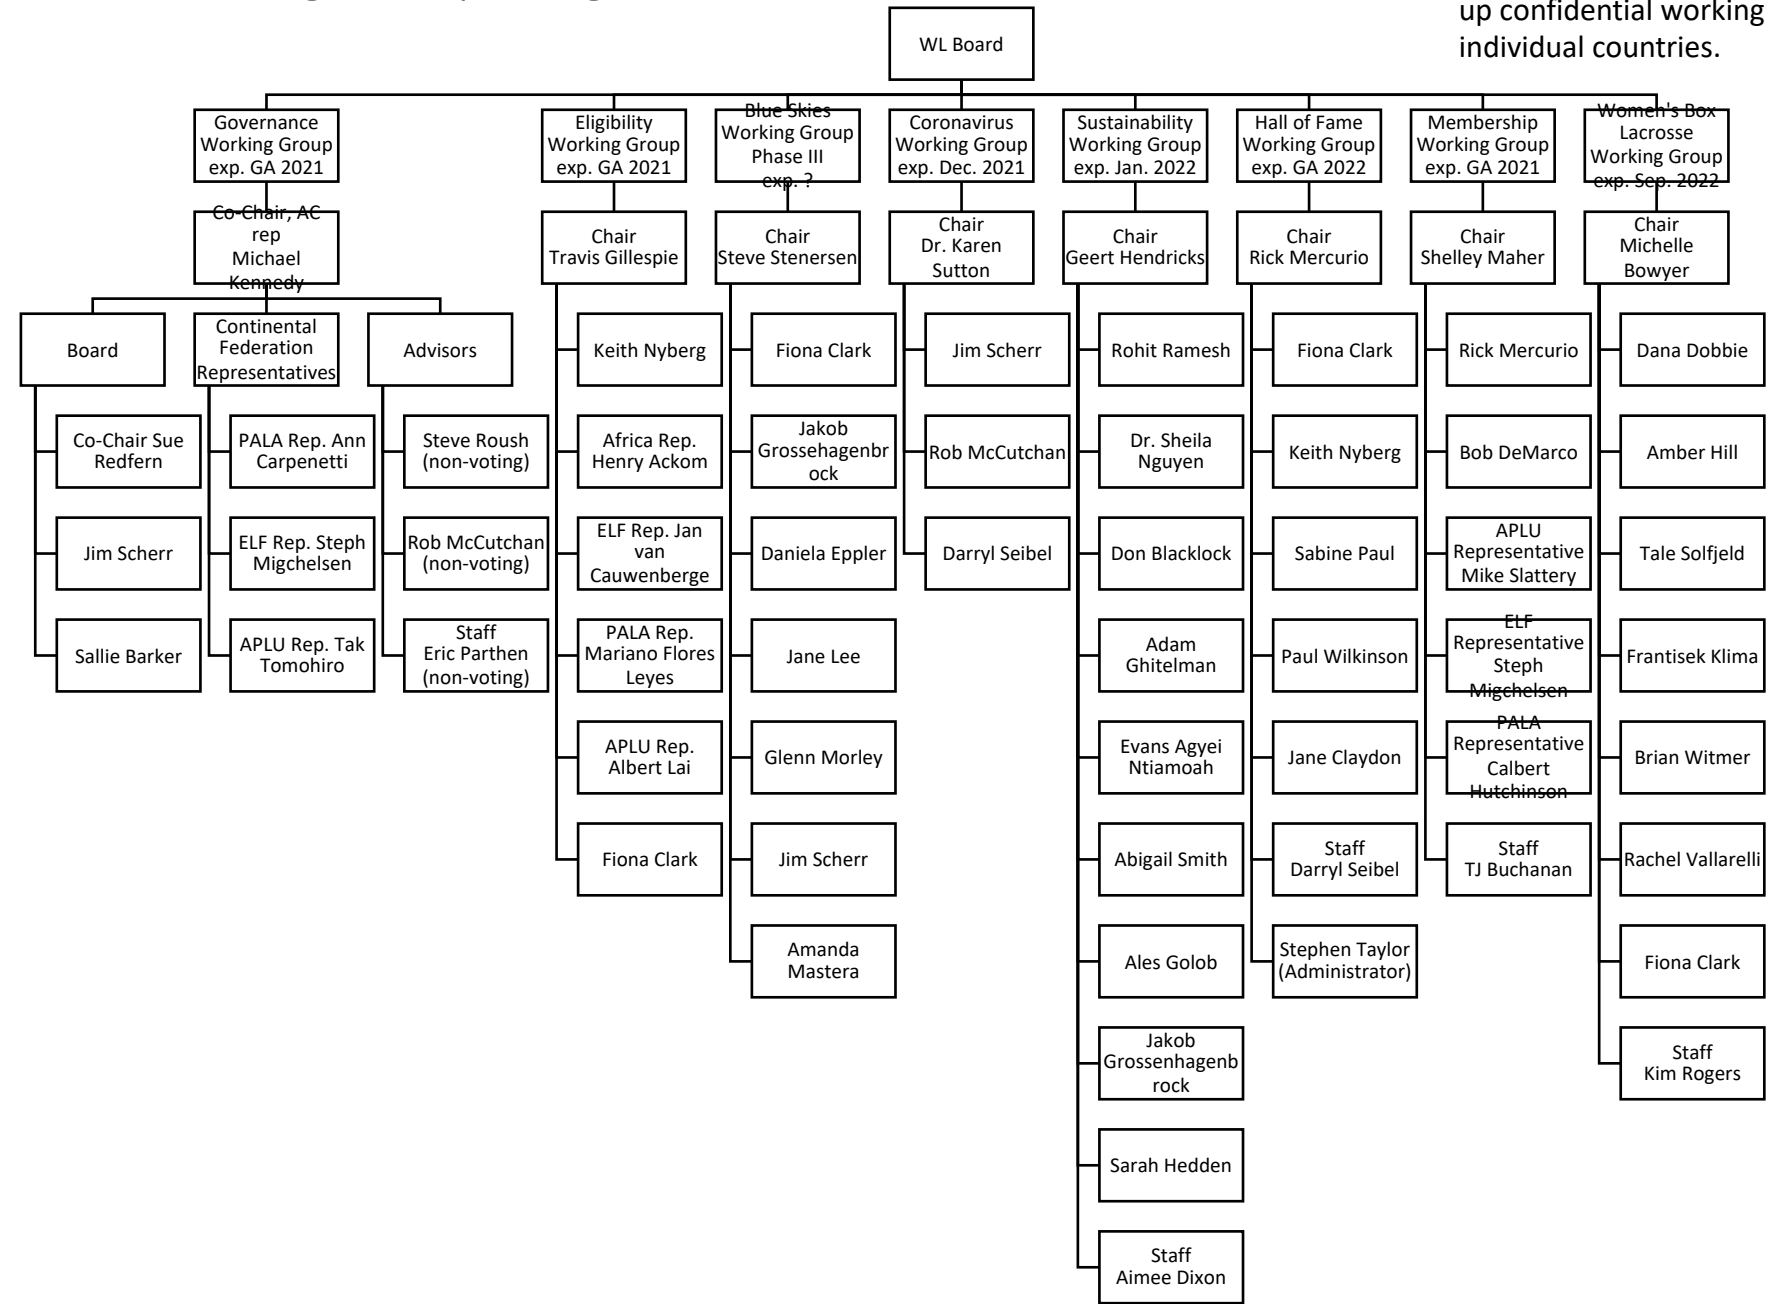 up confidential working
individual countries.
WL Board
Governance
Working Group
exp. GA 2021
Co-Chair, AC
rep
Michael
Kennedy
Board
Co-Chair Sue
Redfern
Jim Scherr
Sallie Barker
Continental
Federation
Representatives
PALA Rep. Ann
Carpenetti
ELF Rep. Steph
Migchelsen
APLU Rep. Tak
Tomohiro
Advisors
Steve Roush
(non-voting)
Rob McCutchan
(non-voting)
Staff
Eric Parthen
(non-voting)
Eligibility
Working Group
exp. GA 2021
Chair
Travis Gillespie
Keith Nyberg
Africa Rep.
Henry Ackom
ELF Rep. Jan
van
Cauwenberge
PALA Rep.
Mariano Flores
Leyes
APLU Rep.
Albert Lai
Fiona Clark
Blue Skies
Working Group
Phase III
exp. ?
Chair
Steve Stenersen
Fiona Clark
Jakob
Grossehagenbr
ock
Daniela Eppler
Jane Lee
Glenn Morley
Jim Scherr
Amanda
Mastera
Coronavirus
Working Group
exp. Dec. 2021
Chair
Dr. Karen
Sutton
Jim Scherr
Rob McCutchan
Darryl Seibel
Sustainability
Working Group
exp. Jan. 2022
Chair
Geert Hendricks
Rohit Ramesh
Dr. Sheila
Nguyen
Don Blacklock
Adam
Ghitelman
Evans Agyei
Ntiamoah
Abigail Smith
Ales Golob
Jakob
Grossenhagenb
rock
Sarah Hedden
Staff
Aimee Dixon
Hall of Fame
Working Group
exp. GA 2022
Chair
Rick Mercurio
Fiona Clark
Keith Nyberg
Sabine Paul
Paul Wilkinson
Jane Claydon
Staff
Darryl Seibel
Stephen Taylor
(Administrator)
Membership
Working Group
exp. GA 2021
Chair
Shelley Maher
Rick Mercurio
Bob DeMarco
APLU
Representative
Mike Slattery
ELF
Representative
Steph
Migchelsen
PALA
Representative
Calbert
Hutchinson
Staff
TJ Buchanan
Women's Box
Lacrosse
Working Group
exp. Sep. 2022
Chair
Michelle
Bowyer
Dana Dobbie
Amber Hill
Tale Solfjeld
Frantisek Klima
Brian Witmer
Rachel Vallarelli
Fiona Clark
Staff
Kim Rogers